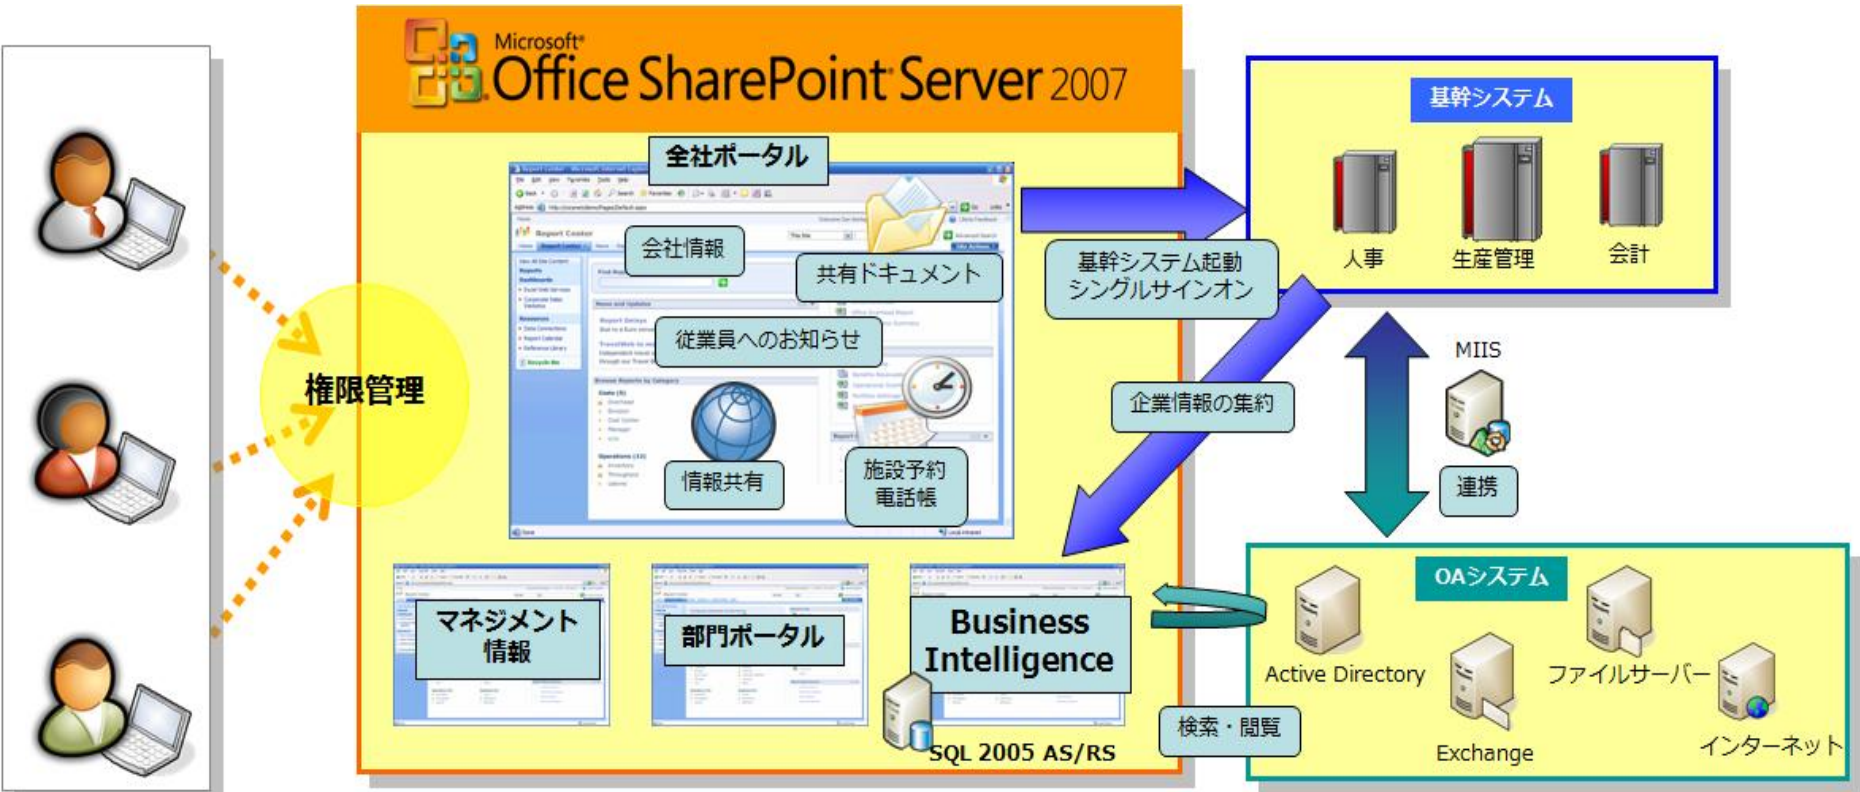 Microsoft®
Office SharePoint Server 2007
全社ポータル
Report Center
会社情報
共有ドキュメント
従業員へのお知らせ
情報共有
施設予約
電話帳
権限管理
マネジメント
情報
部門ポータル
Business
Intelligence
SQL 2005 AS/RS
基幹システム起動
シングルサインオン
企業情報の集約
検索・閲覧
基幹システム
人事
生産管理
会計
MIIS
連携
OAシステム
Active Directory
Exchange
ファイルサーバー
インターネット